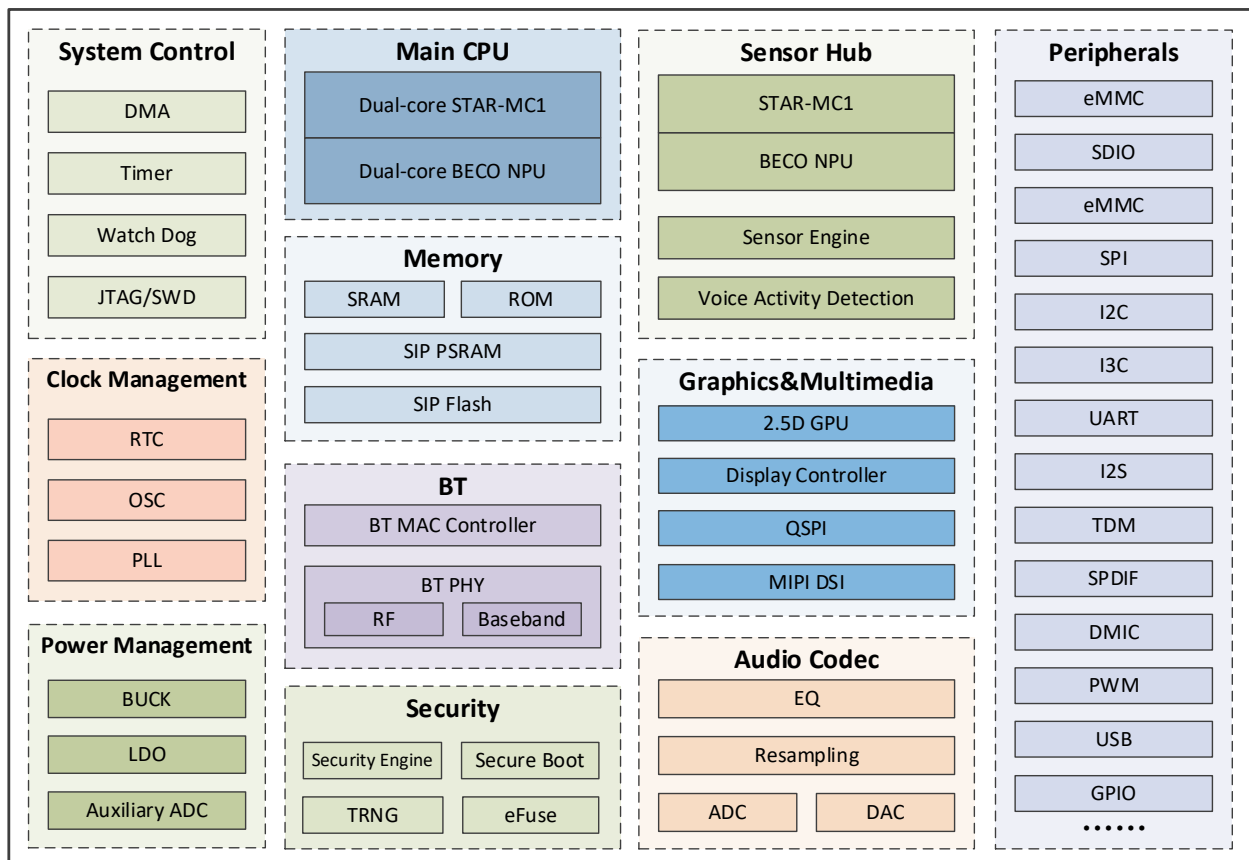 System Control
DMA
Timer
Watch Dog
JTAG/SWD
Clock Management
RTC
OSC
PLL
Power Management
BUCK
LDO
Auxiliary ADC
Main CPU
Dual-core STAR-MC1
Dual-core BECO NPU
Memory
SRAM ROM
SIP PSRAM
SIP Flash
BT
BT MAC Controller
BT PHY
RF Baseband
Security
Security Engine Secure Boot
TRNG eFuse
Sensor Hub
STAR-MC1
BECO NPU
Sensor Engine
Voice Activity Detection
Graphics&Multimedia
2.5D GPU
Display Controller
QSPI
MIPI DSI
Audio Codec
EQ
Resampling
ADC DAC
Peripherals
eMMC
SDIO
eMMC
SPI
I2C
I3C
UART
I2S
TDM
SPDIF
DMIC
PWM
USB
GPIO
......